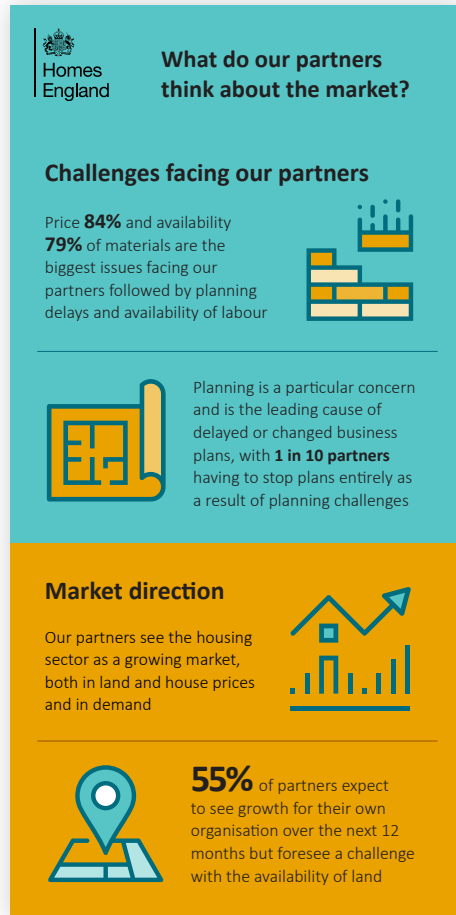 Homes
England
What do our partners
think about the market?
Challenges facing our partners
Price 84% and availability
79% of materials are the
biggest issues facing our
partners followed by planning
delays and availability of labour
Planning is a particular concern
and is the leading cause of
delayed or changed business
plans, with 1 in 10 partners
having to stop plans entirely as
a result of planning challenges
Market direction
Our partners see the housing
sector as a growing market,
both in land and house prices
and in demand
55% of partners expect
to see growth for their own
organisation over the next 12
months but foresee a challenge
with the availability of land